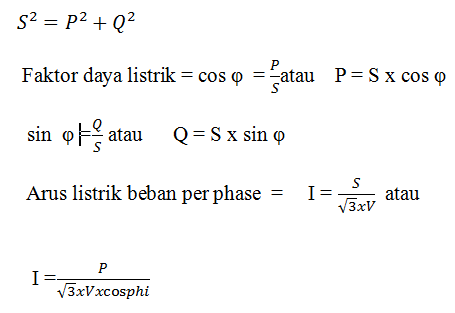 S² = P² + Q²
Faktor daya listrik = cos φ = P/S atau P = S x cos φ
sin φ = Q/S atau Q = S x sin φ
Arus listrik beban per phase = I = S/√3xV atau
I = P/√3xVxcosphi